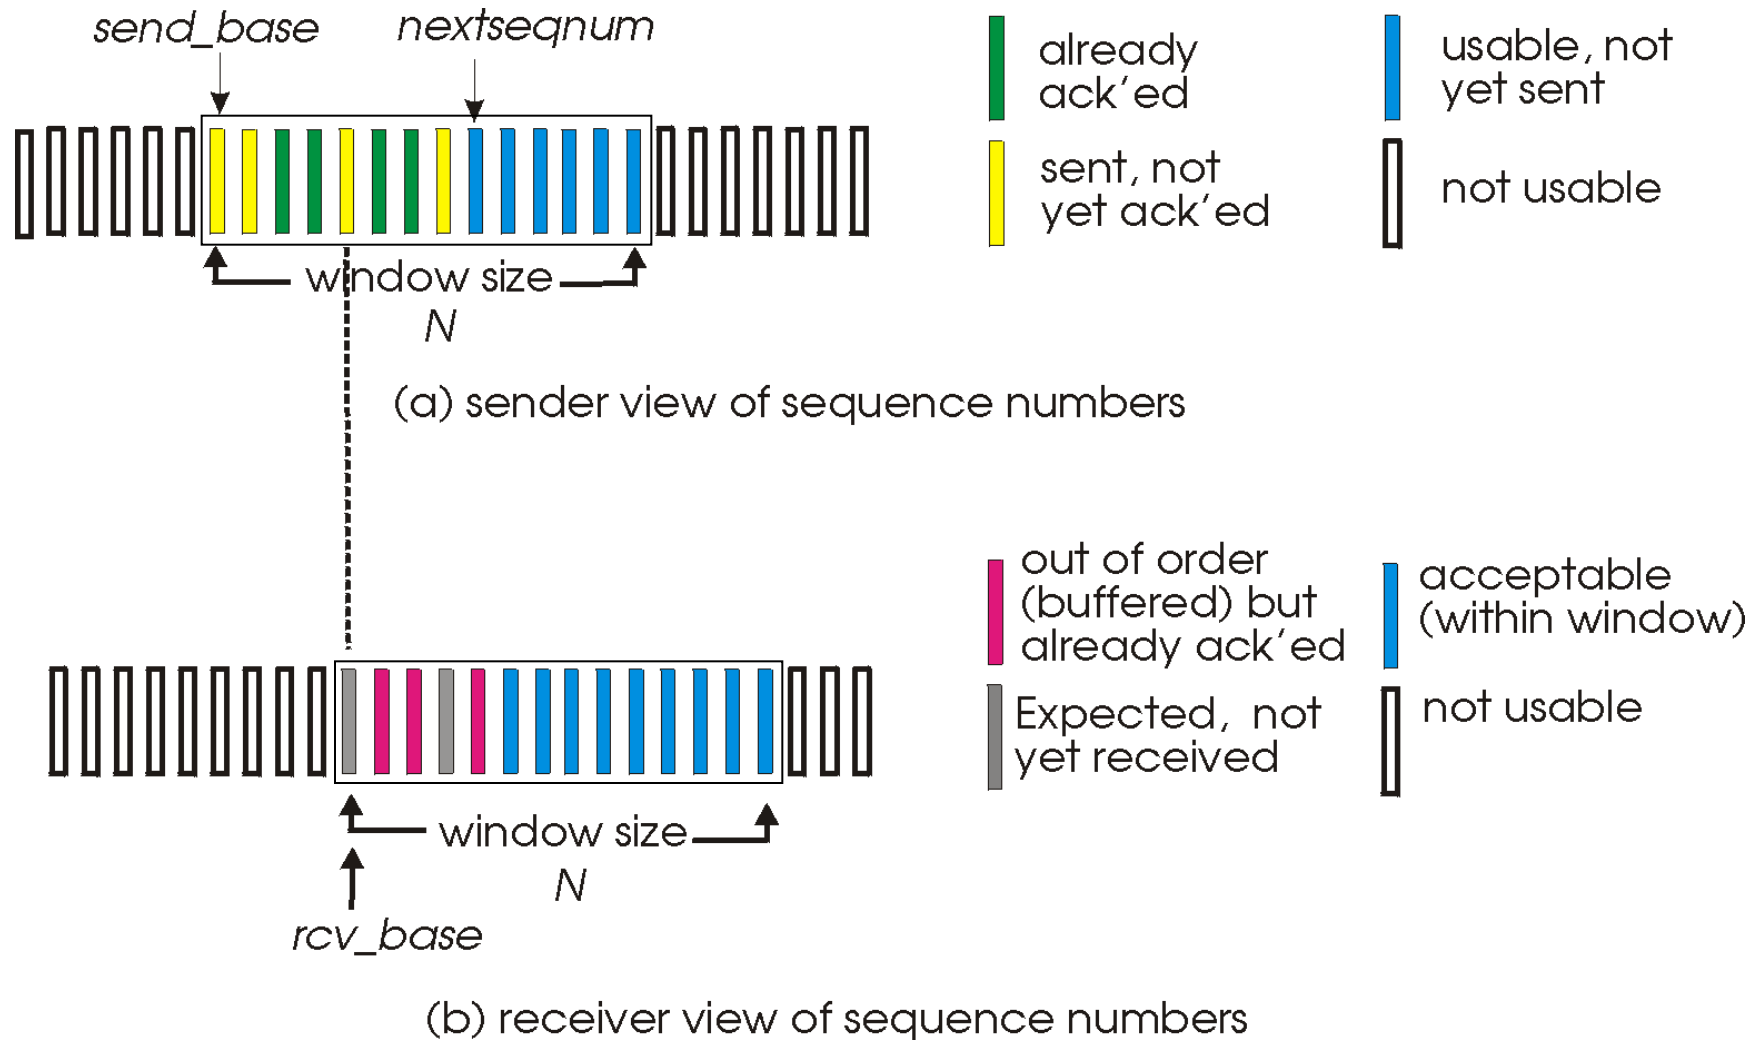 send_base
nextseqnum
already
ack'ed
usable, not
yet sent
sent, not
yet ack'ed
not usable
window size
N
(a) sender view of sequence numbers
out of order
(buffered) but
already ack'ed
acceptable
(within window)
Expected, not
yet received
not usable
window size
N
rcv_base
(b) receiver view of sequence numbers